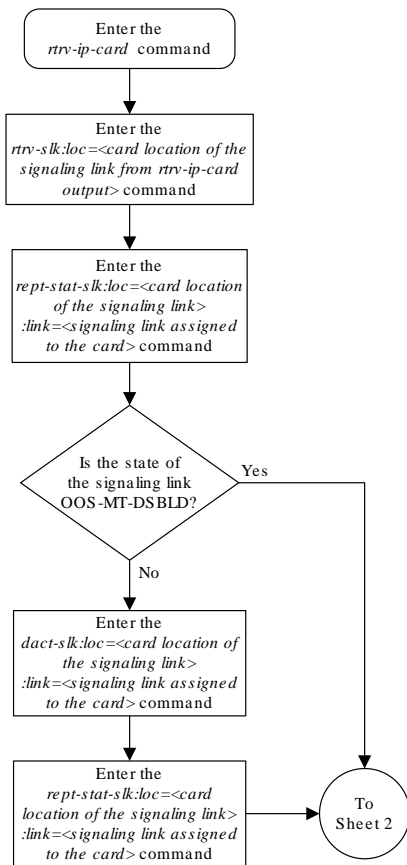 Enter the
rtrv-ip-card command
Enter the
rtrv-slk:loc=<card location of the
signaling link from rtrv-ip-card
output> command
Enter the
rept-stat-slk:loc=<card location
of the signaling link>
:link=<signaling link assigned
to the card> command
Is the state of
the signaling link
OOS-MT-DSBLD?
Yes
No
Enter the
dact-slk:loc=<card location of
the signaling link>
:link=<signaling link assigned
to the card> command
Enter the
rept-stat-slk:loc=<card
location of the signaling link>
:link=<signaling link assigned
to the card> command
To
Sheet 2